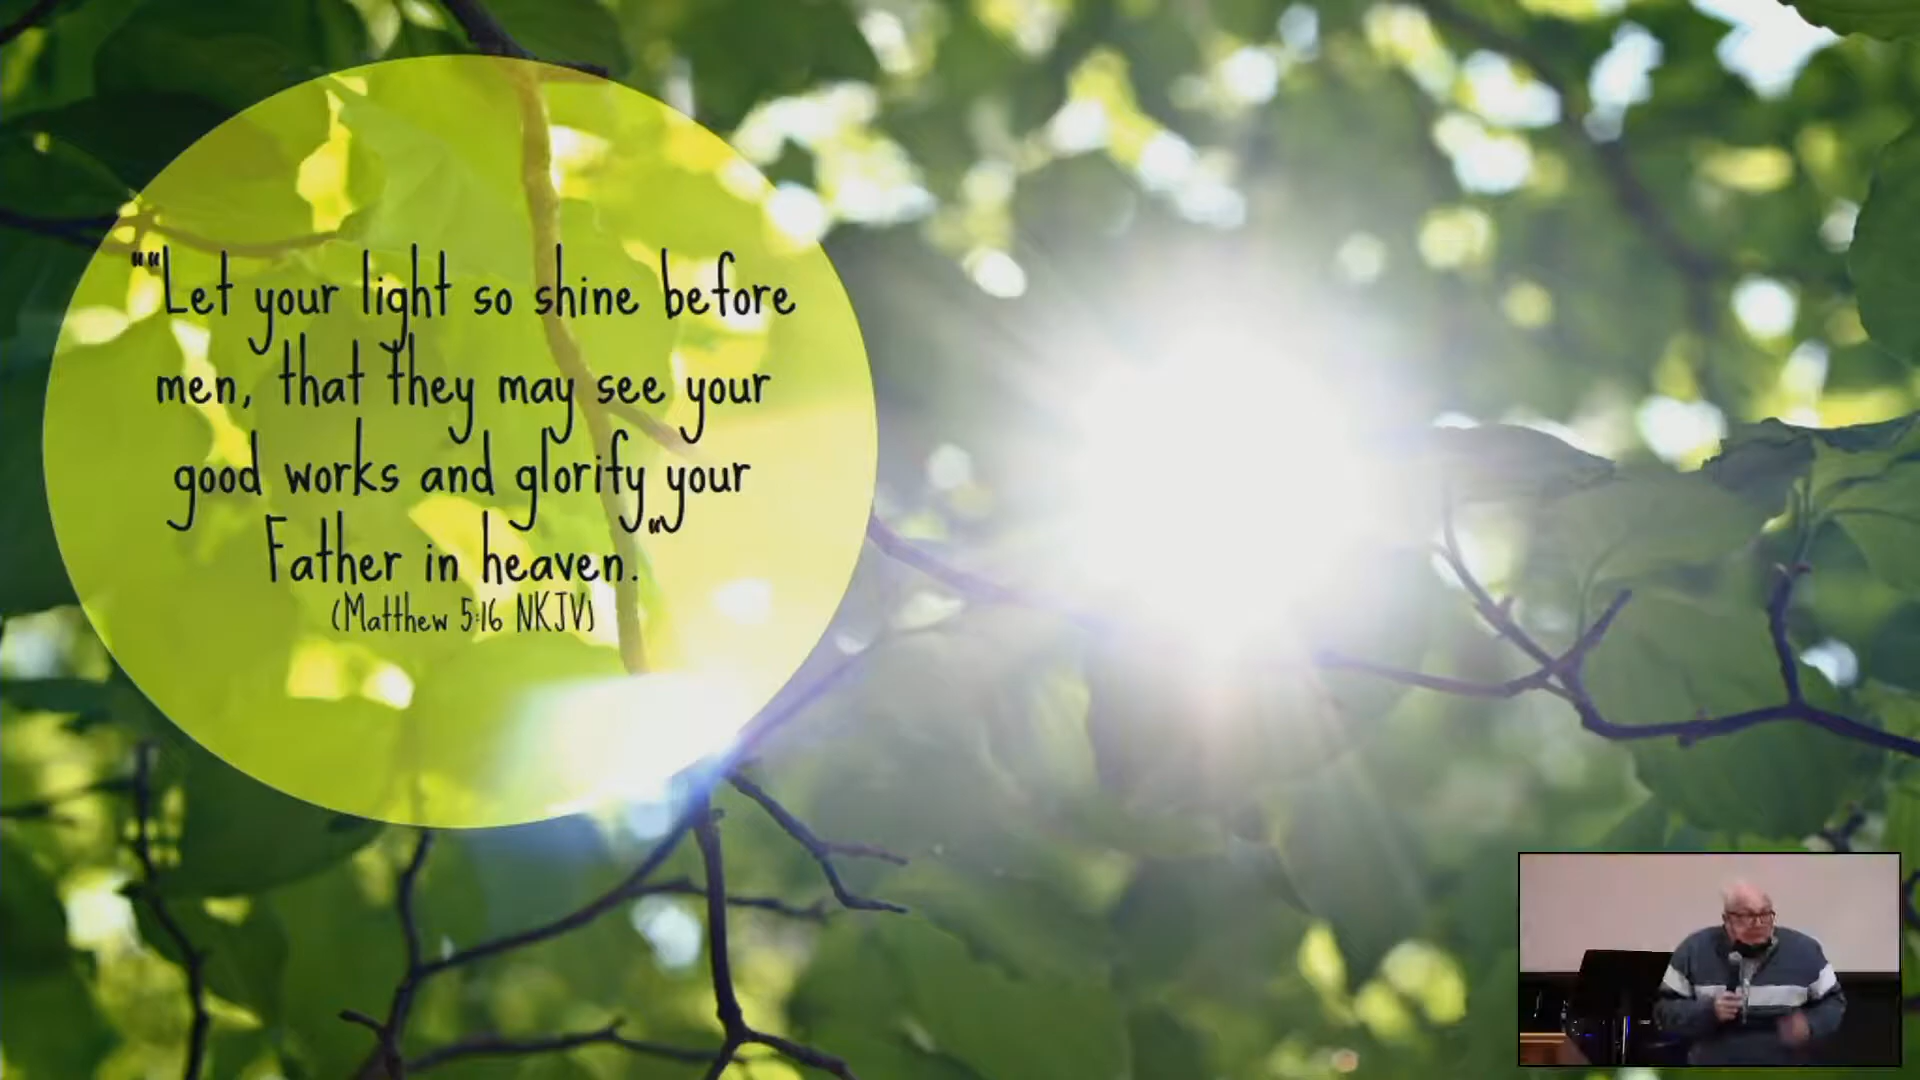 ""Let your light so shine before
men, that they may see your
good works and glorify your
Father in heaven."
(Matthew 5:16 NKJV)